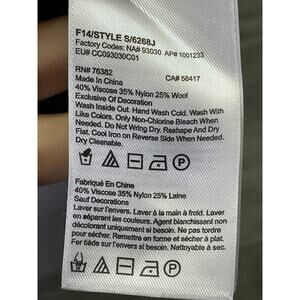 F14/STYLE S/6268J
Factory Codes: NA# 93030 AP# 1001233
EU# CC093030C01
RN# 76382 CA# 58417
Made In China
40% Viscose 35% Nylon 25% Wool
Exclusive Of Decoration
Wash Inside Out. Hand Wash Cold. Wash With
Like Colors. Only Non-Chlorine Bleach When
Needed. Do Not Wring Dry. Reshape And Dry
Flat. Cool Iron on Reverse Side When Needed.
Dry Cleanable.
P
Fabriqué En Chine
40% Viscose 35% Nylon 25% Laine
Sauf Décorations
Laver sur l'envers. Laver à la main à froid. Laver
en séparant les couleurs. Agent blanchissant non
décolorant uniquement si besoin. Ne pas tordre
pour sécher. Remettre en forme et sécher à plat.
Fer tiède sur l'envers si besoin. Nettoyable à sec.
P